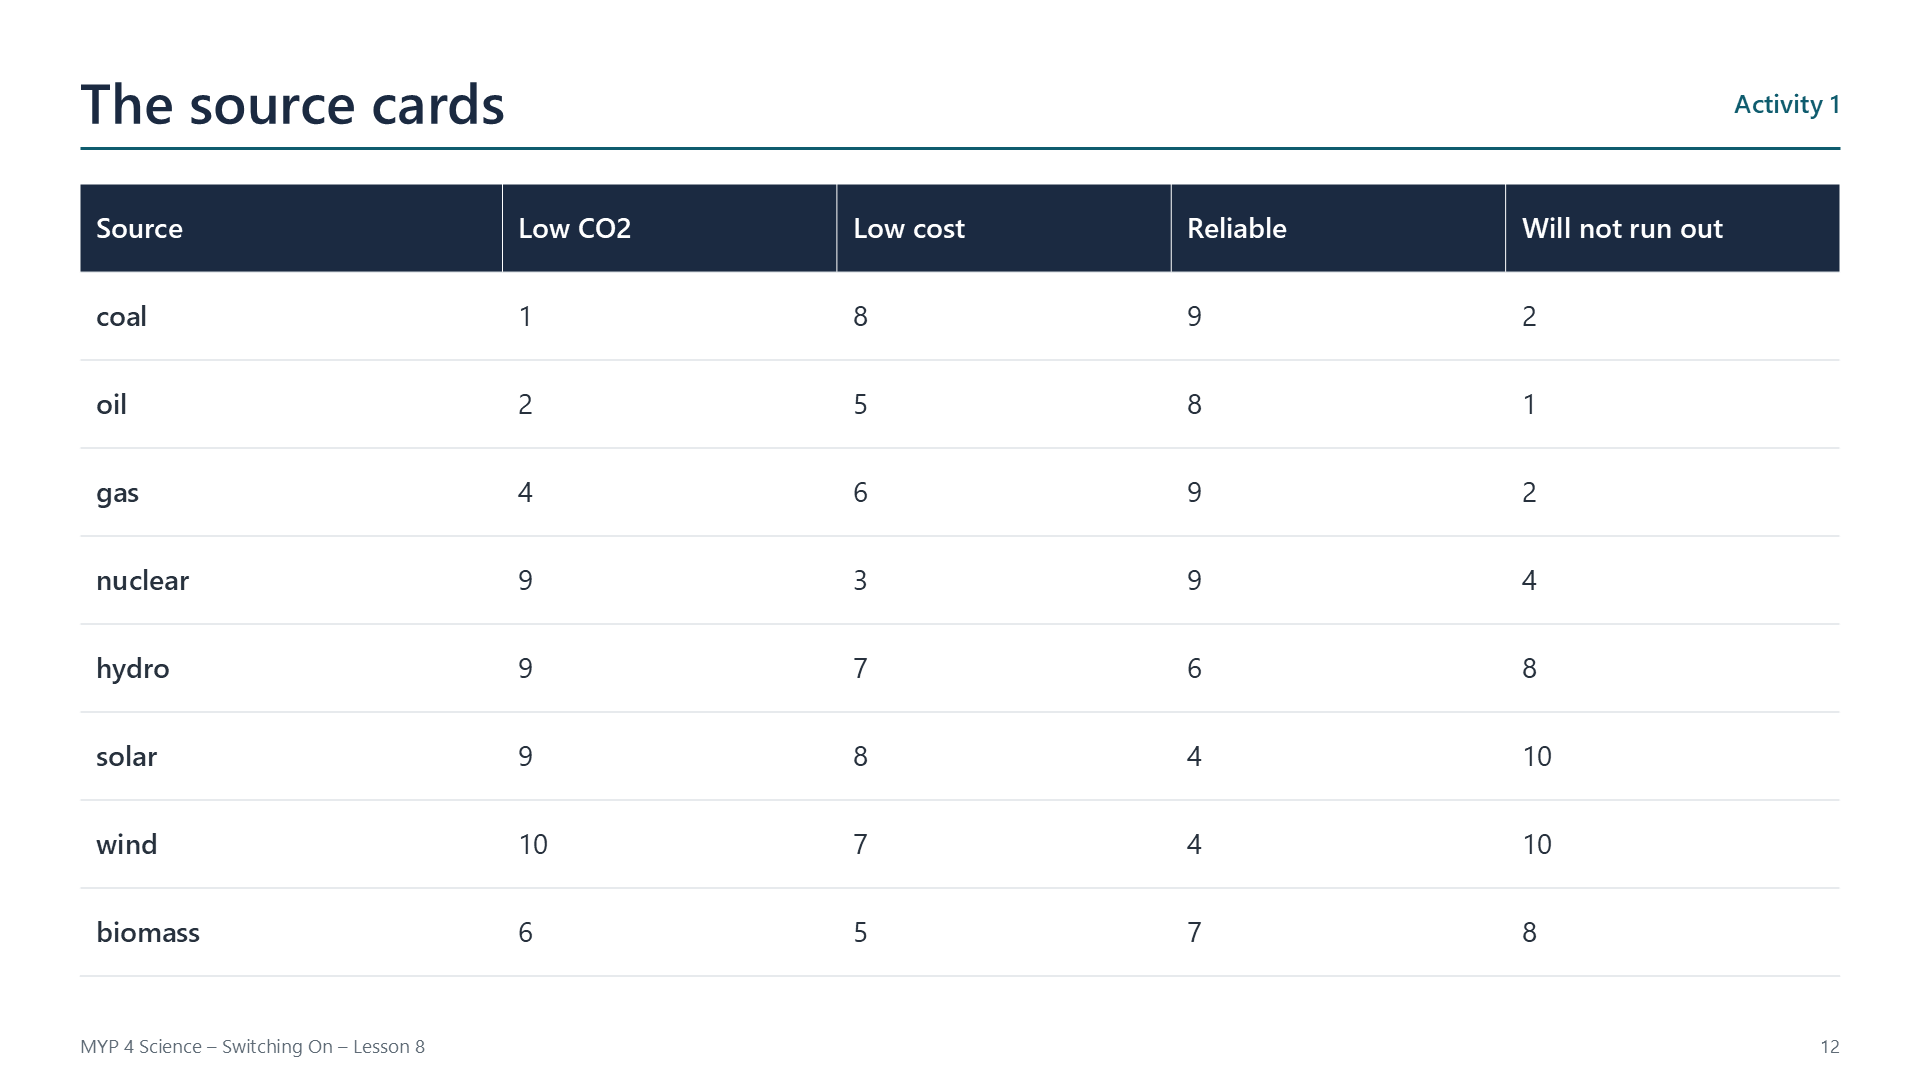 The source cards
Activity 1
Source Low CO2 Low cost Reliable Will not run out
coal 1 8 9 2
oil 2 5 8 1
gas 4 6 9 2
nuclear 9 3 9 4
hydro 9 7 6 8
solar 9 8 4 10
wind 10 7 4 10
biomass 6 5 7 8
MYP 4 Science – Switching On – Lesson 8
12